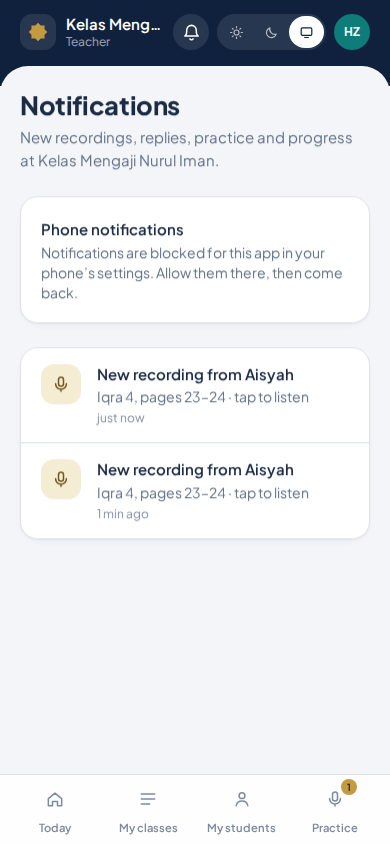 Kelas Meng...
Teacher
HZ
Notifications
New recordings, replies, practice and progress
at Kelas Mengaji Nurul Iman.
Phone notifications
Notifications are blocked for this app in your
phone's settings. Allow them there, then come
back.
New recording from Aisyah
Iqra 4, pages 23–24 · tap to listen
just now
New recording from Aisyah
Iqra 4, pages 23–24 · tap to listen
1 min ago
1
Today
My classes
My students
Practice